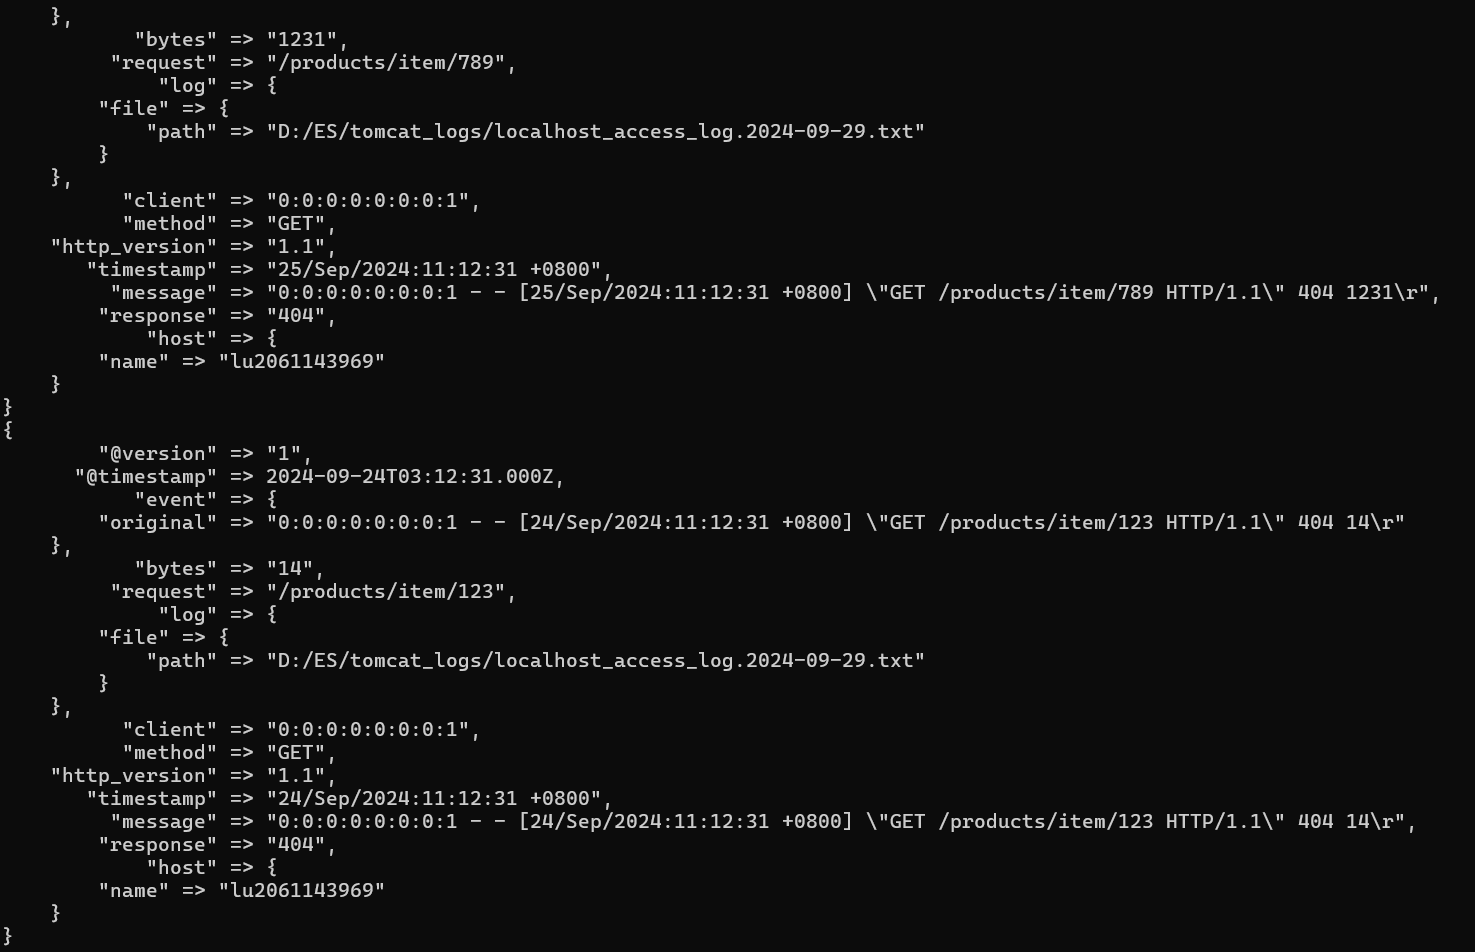 },
           "bytes" => "1231",
         "request" => "/products/item/789",
             "log" => {
        "file" => {
            "path" => "D:/ES/tomcat_logs/localhost_access_log.2024-09-29.txt"
        }
    },
          "client" => "0:0:0:0:0:0:0:1",
          "method" => "GET",
    "http_version" => "1.1",
       "timestamp" => "25/Sep/2024:11:12:31 +0800",
         "message" => "0:0:0:0:0:0:0:1 - - [25/Sep/2024:11:12:31 +0800] \"GET /products/item/789 HTTP/1.1\" 404 1231\r",
        "response" => "404",
            "host" => {
        "name" => "lu2061143969"
    }
}
{
        "@version" => "1",
      "@timestamp" => 2024-09-24T03:12:31.000Z,
           "event" => {
        "original" => "0:0:0:0:0:0:0:1 - - [24/Sep/2024:11:12:31 +0800] \"GET /products/item/123 HTTP/1.1\" 404 14\r"
    },
           "bytes" => "14",
         "request" => "/products/item/123",
             "log" => {
        "file" => {
            "path" => "D:/ES/tomcat_logs/localhost_access_log.2024-09-29.txt"
        }
    },
          "client" => "0:0:0:0:0:0:0:1",
          "method" => "GET",
    "http_version" => "1.1",
       "timestamp" => "24/Sep/2024:11:12:31 +0800",
         "message" => "0:0:0:0:0:0:0:1 - - [24/Sep/2024:11:12:31 +0800] \"GET /products/item/123 HTTP/1.1\" 404 14\r",
        "response" => "404",
            "host" => {
        "name" => "lu2061143969"
    }
}